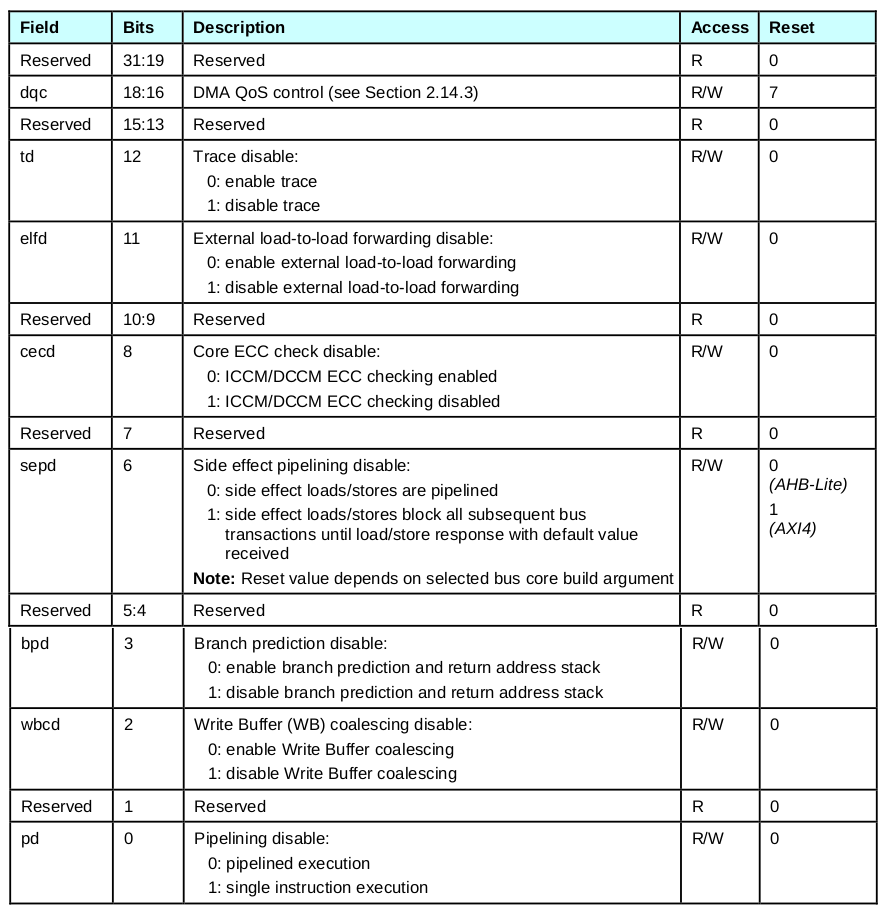 Field Bits Description Access Reset
Reserved 31:19 Reserved R 0
dqc 18:16 DMA QoS control (see Section 2.14.3) R/W 7
Reserved 15:13 Reserved R 0
td 12 Trace disable: R/W 0
0: enable trace
1: disable trace
elfd 11 External load-to-load forwarding disable: R/W 0
0: enable external load-to-load forwarding
1: disable external load-to-load forwarding
Reserved 10:9 Reserved R 0
cecd 8 Core ECC check disable: R/W 0
0: ICCM/DCCM ECC checking enabled
1: ICCM/DCCM ECC checking disabled
Reserved 7 Reserved R 0
sepd 6 Side effect pipelining disable: R/W 0
0: side effect loads/stores are pipelined (AHB-Lite)
1: side effect loads/stores block all subsequent bus 1
transactions until load/store response with default value (AXI4)
received
Note: Reset value depends on selected bus core build argument
Reserved 5:4 Reserved R 0
bpd 3 Branch prediction disable: R/W 0
0: enable branch prediction and return address stack
1: disable branch prediction and return address stack
wbcd 2 Write Buffer (WB) coalescing disable: R/W 0
0: enable Write Buffer coalescing
1: disable Write Buffer coalescing
Reserved 1 Reserved R 0
pd 0 Pipelining disable: R/W 0
0: pipelined execution
1: single instruction execution